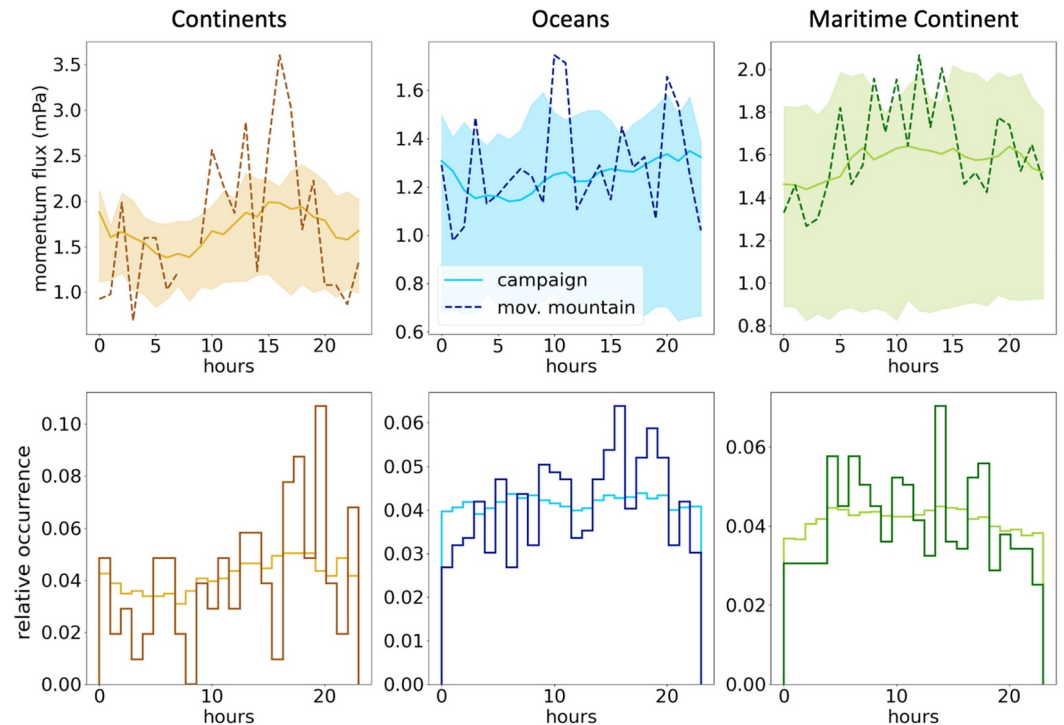 Continents
Oceans
Maritime Continent
momentum flux (mPa)
3.5
3.0
2.5
2.0
1.5
1.0
0 5 10 15 20
hours
1.6
1.4
1.2
1.0
0.8
0.6
campaign
mov. mountain
0 5 10 15 20
hours
2.0
1.8
1.6
1.4
1.2
1.0
0.8
0 5 10 15 20
hours
relative occurrence
0.10
0.08
0.06
0.04
0.02
0.00
0 10 20
hours
0.06
0.05
0.04
0.03
0.02
0.01
0.00
0 10 20
hours
0.06
0.04
0.02
0.00
0 10 20
hours